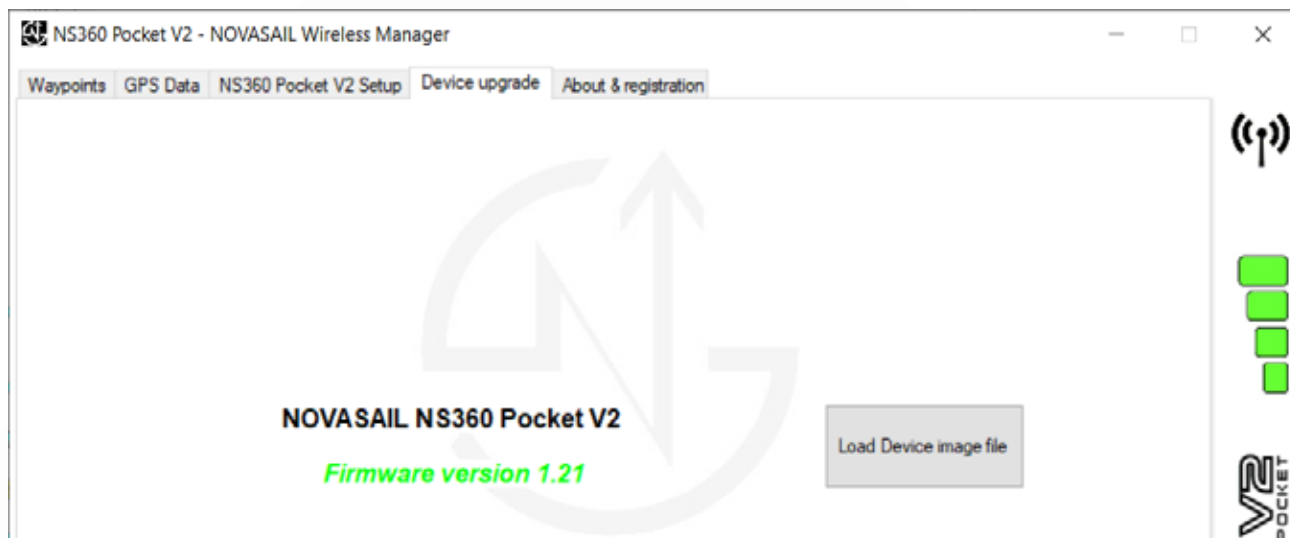 NS360 Pocket V2 - NOVASAIL Wireless Manager
Waypoints GPS Data NS360 Pocket V2 Setup Device upgrade About & registration
NOVASAIL NS360 Pocket V2
Firmware version 1.21
Load Device image file
V2
POCKET